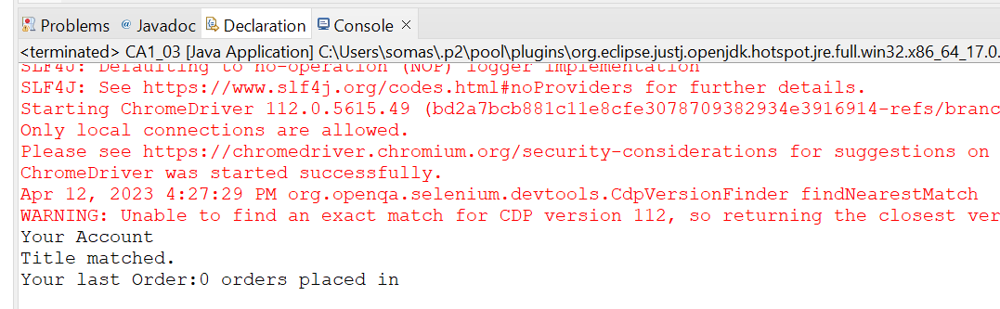 Problems @ Javadoc Declaration Console ×
<terminated> CA1_03 [Java Application] C:\Users\somas\.p2\pool\plugins\org.eclipse.justj.openjdk.hotspot.jre.full.win32.x86_64_17.0.
SLF4J: Defaulting to no-operation (NOP) logger implementation
SLF4J: See https://www.slf4j.org/codes.html#noProviders for further details.
Starting ChromeDriver 112.0.5615.49 (bd2a7bcb881c11e8cfe3078709382934e3916914-refs/branc
Only local connections are allowed.
Please see https://chromedriver.chromium.org/security-considerations for suggestions on
ChromeDriver was started successfully.
Apr 12, 2023 4:27:29 PM org.openqa.selenium.devtools.CdpVersionFinder findNearestMatch
WARNING: Unable to find an exact match for CDP version 112, so returning the closest ver
Your Account
Title matched.
Your last Order:0 orders placed in